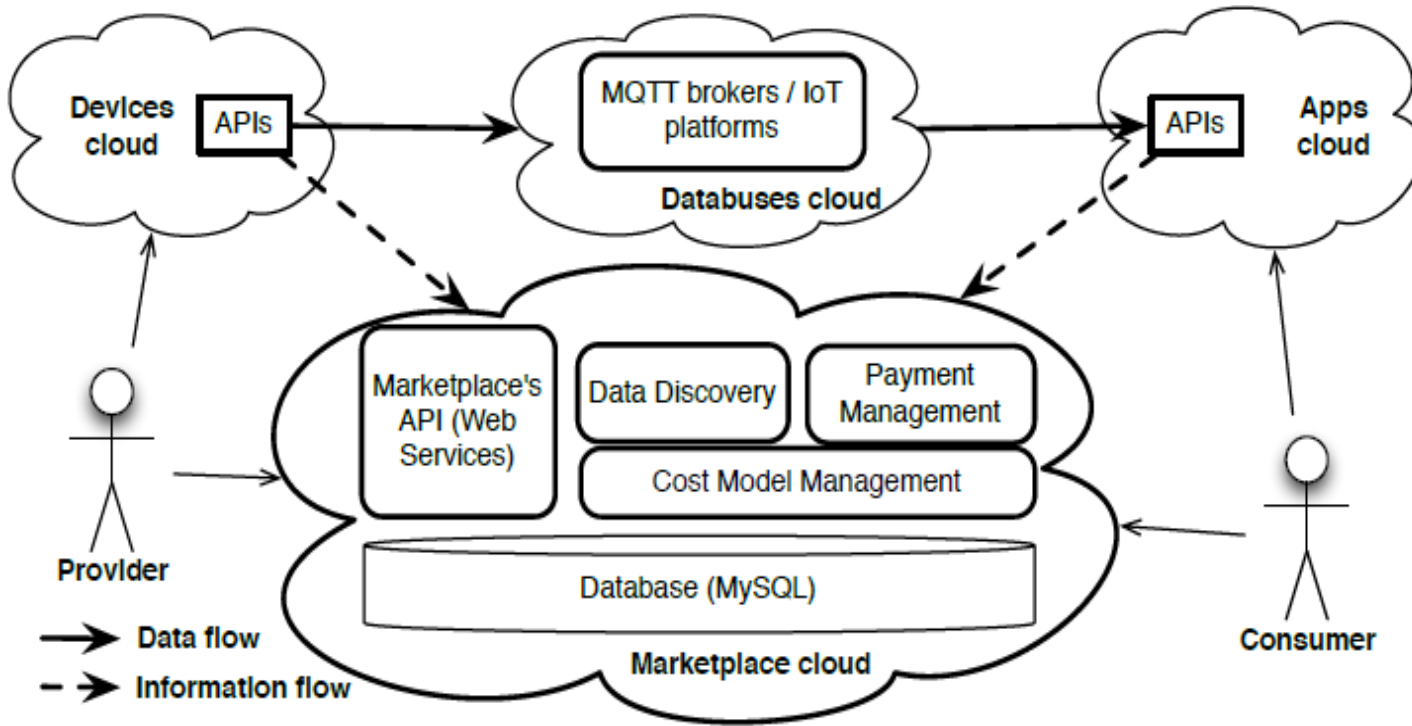 Devices
cloud
APIs
MQTT brokers / IoT
platforms
Databuses cloud
APIs
Apps
cloud
Marketplace's
API (Web
Services)
Data Discovery
Payment
Management
Cost Model Management
Database (MySQL)
Marketplace cloud
Provider
Consumer
Data flow
Information flow